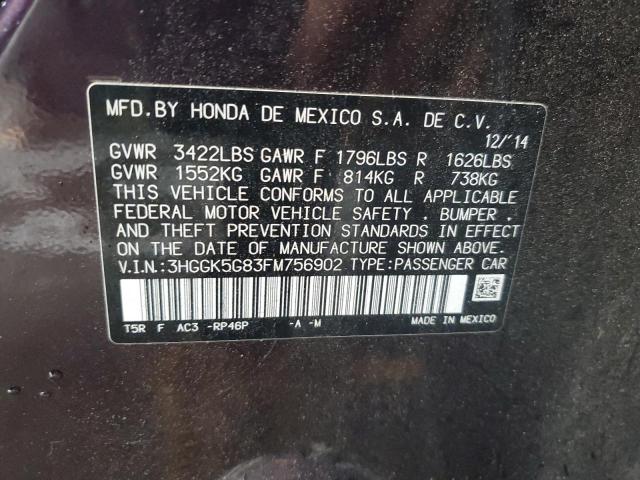 MFD.BY HONDA DE MEXICO S.A. DE C.V.
12/'14
GVWR 3422LBS GAWR F 1796LBS R 1626LBS
GVWR 1552KG GAWR F 814KG R 738KG
THIS VEHICLE CONFORMS TO ALL APPLICABLE
FEDERAL MOTOR VEHICLE SAFETY . BUMPER .
AND THEFT PREVENTION STANDARDS IN EFFECT
ON THE DATE OF MANUFACTURE SHOWN ABOVE.
V.I.N.:3HGGK5G83FM756902 TYPE:PASSENGER CAR
T5R F AC3 -RP46P -A -M MADE IN MEXICO